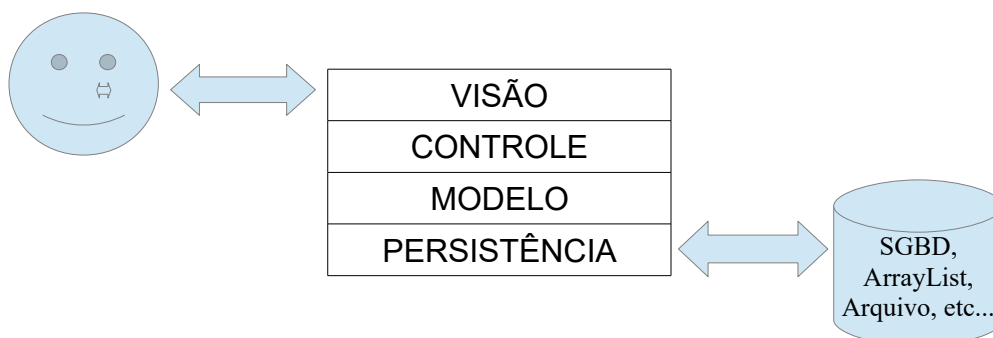 VISÃO
CONTROLE
MODELO
PERSISTÊNCIA
SGBD,
ArrayList,
Arquivo, etc...